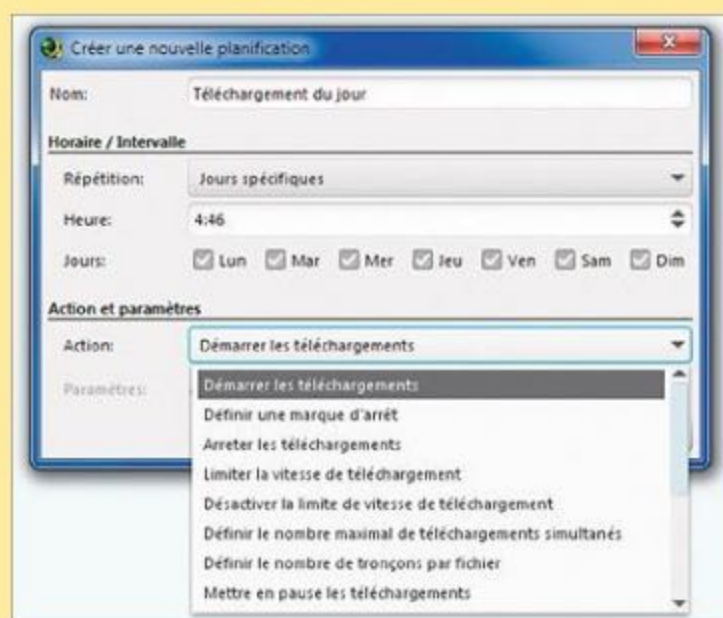 Créer une nouvelle planification
Nom: Téléchargement du jour
Horaire / Intervalle
Répétition: Jours spécifiques
Heure: 4:46
Jours: Lun Mar Mer Jeu Ven Sam Dim
Action et paramètres
Action: Démarrer les téléchargements
Paramètres:
Démarrer les téléchargements
Définir une marque d'arrêt
Arreter les téléchargements
Limiter la vitesse de téléchargement
Désactiver la limite de vitesse de téléchargement
Définir le nombre maximal de téléchargements simultanés
Définir le nombre de tronçons par fichier
Mettre en pause les téléchargements